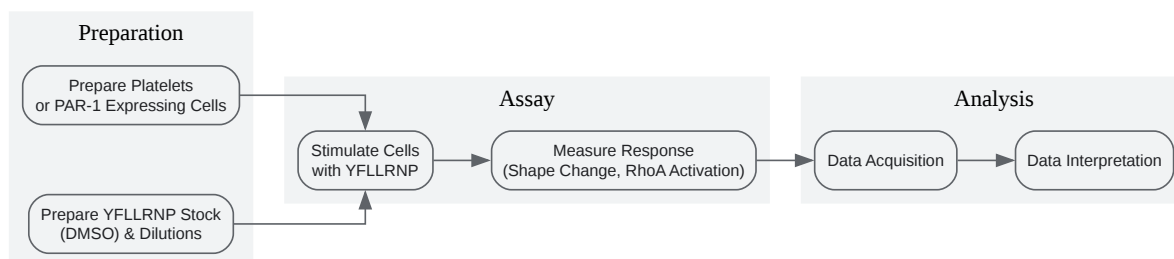 Preparation
Prepare Platelets
or PAR-1 Expressing Cells
Prepare YFLLRNP Stock
(DMSO) & Dilutions
Assay
Stimulate Cells
with YFLLRNP
Measure Response
(Shape Change, RhoA Activation)
Analysis
Data Acquisition
Data Interpretation